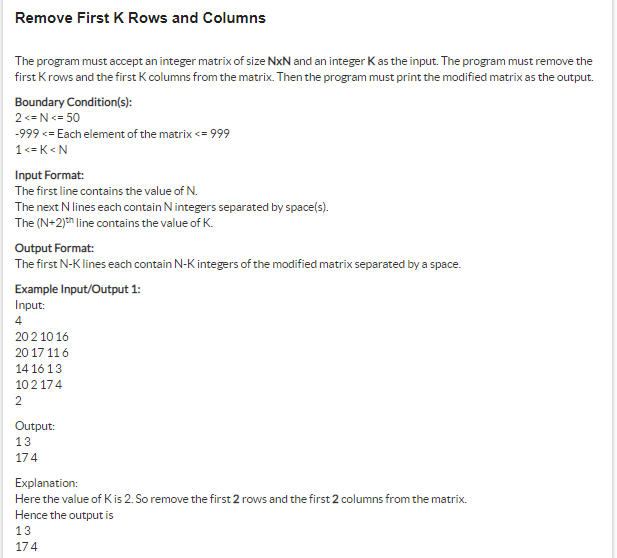 Remove First K Rows and Columns
The program must accept an integer matrix of size NxN and an integer K as the input. The program must remove the
first K rows and the first K columns from the matrix. Then the program must print the modified matrix as the output.
Boundary Condition(s):
2 <= N <= 50
-999 <= Each element of the matrix <= 999
1 <= K < N
Input Format:
The first line contains the value of N.
The next N lines each contain N integers separated by space(s).
The (N+2)th line contains the value of K.
Output Format:
The first N-K lines each contain N-K integers of the modified matrix separated by a space.
Example Input/Output 1:
Input:
4
20 2 10 16
20 17 11 6
14 16 1 3
10 2 17 4
2
Output:
1 3
17 4
Explanation:
Here the value of K is 2. So remove the first 2 rows and the first 2 columns from the matrix.
Hence the output is
1 3
17 4